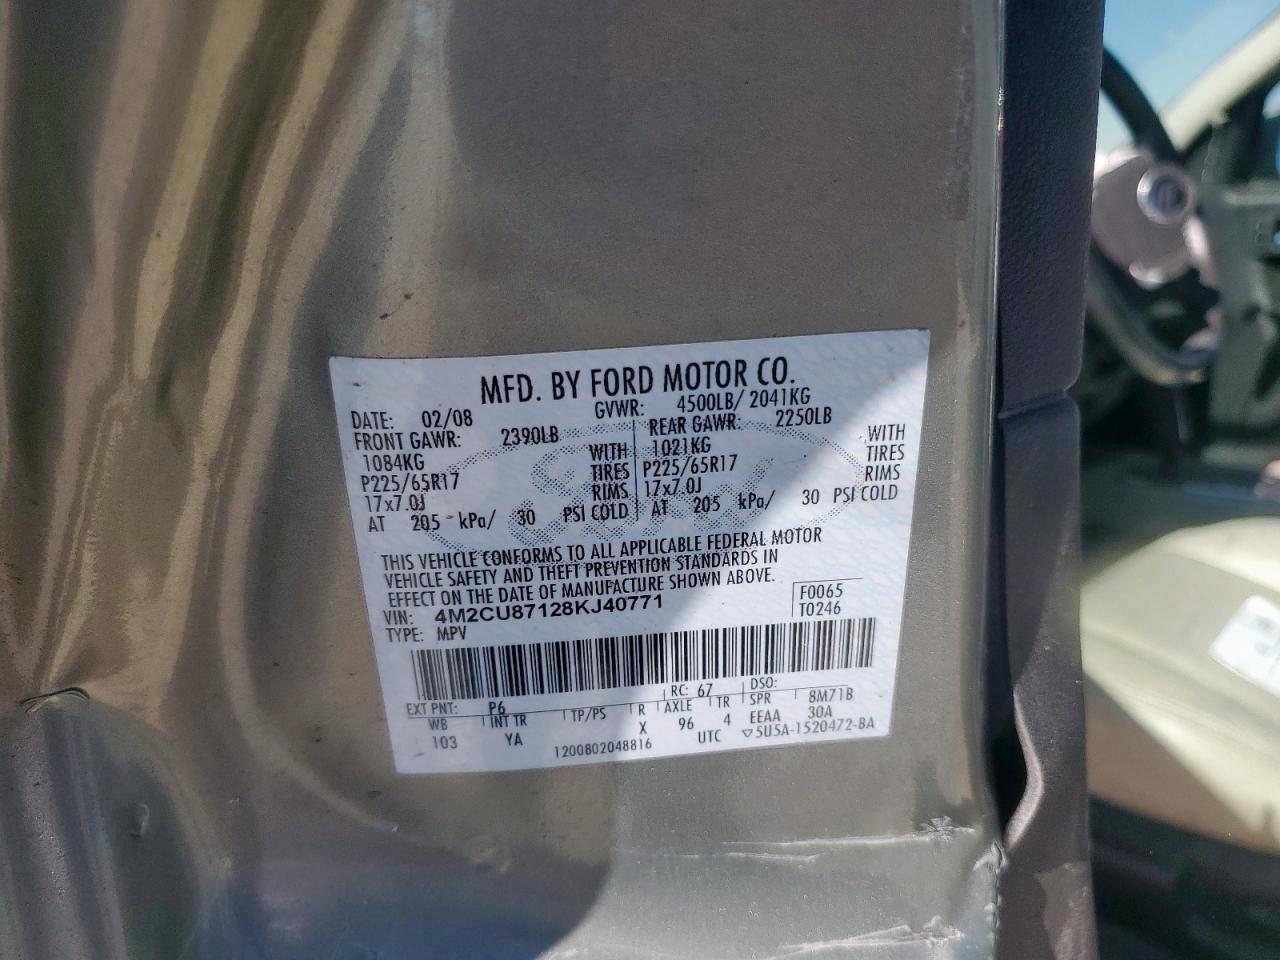 MFD. BY FORD MOTOR CO.
DATE: 02/08 GVWR: 4500LB/ 2041KG
FRONT GAWR: 2390LB REAR GAWR: 2250LB
1084KG WITH 1021KG WITH
P225/65R17 TIRES P225/65R17 TIRES
17x7.0J RIMS 17x7.0J RIMS
AT 205 kPa/ 30 PSI COLD AT 205 kPa/ 30 PSI COLD
THIS VEHICLE CONFORMS TO ALL APPLICABLE FEDERAL MOTOR
VEHICLE SAFETY AND THEFT PREVENTION STANDARDS IN
EFFECT ON THE DATE OF MANUFACTURE SHOWN ABOVE.
VIN: 4M2CU87128KJ40771 F0065
TYPE: MPV T0246
EXT PNT: P6 RC: 67 DSO:
WB INT TR TP/PS R AXLE TR SPR 8M71B
103 YA X 96 4 EEAA 30A
1200802048816 UTC ▽5U5A-1520472-BA